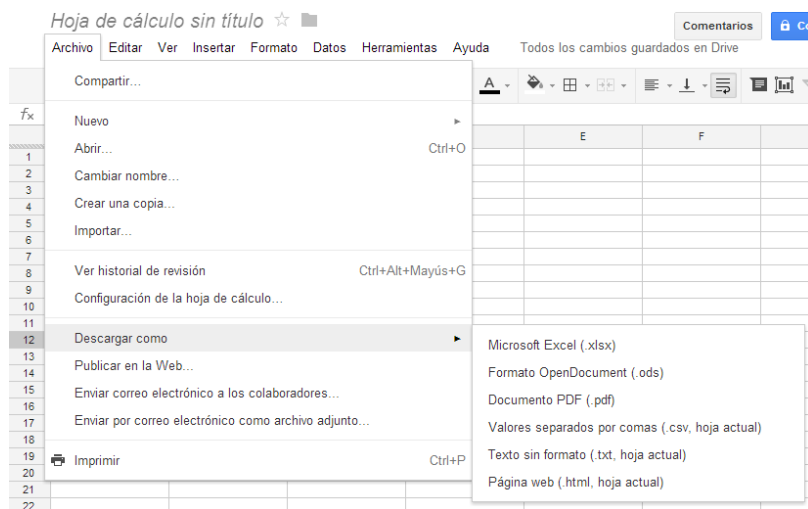 Hoja de cálculo sin título
Comentarios
Archivo Editar Ver Insertar Formato Datos Herramientas Ayuda Todos los cambios guardados en Drive
Compartir...
A
fx
Nuevo
Abrir... Ctrl+O
Cambiar nombre...
Crear una copia...
Importar...
Ver historial de revisión Ctrl+Alt+Mayús+G
Configuración de la hoja de cálculo...
Descargar como
Publicar en la Web...
Enviar correo electrónico a los colaboradores...
Enviar por correo electrónico como archivo adjunto...
Imprimir Ctrl+P
Microsoft Excel (.xlsx)
Formato OpenDocument (.ods)
Documento PDF (.pdf)
Valores separados por comas (.csv, hoja actual)
Texto sin formato (.txt, hoja actual)
Página web (.html, hoja actual)
E F
1
2
3
4
5
6
7
8
9
10
11
12
13
14
15
16
17
18
19
20
21
22